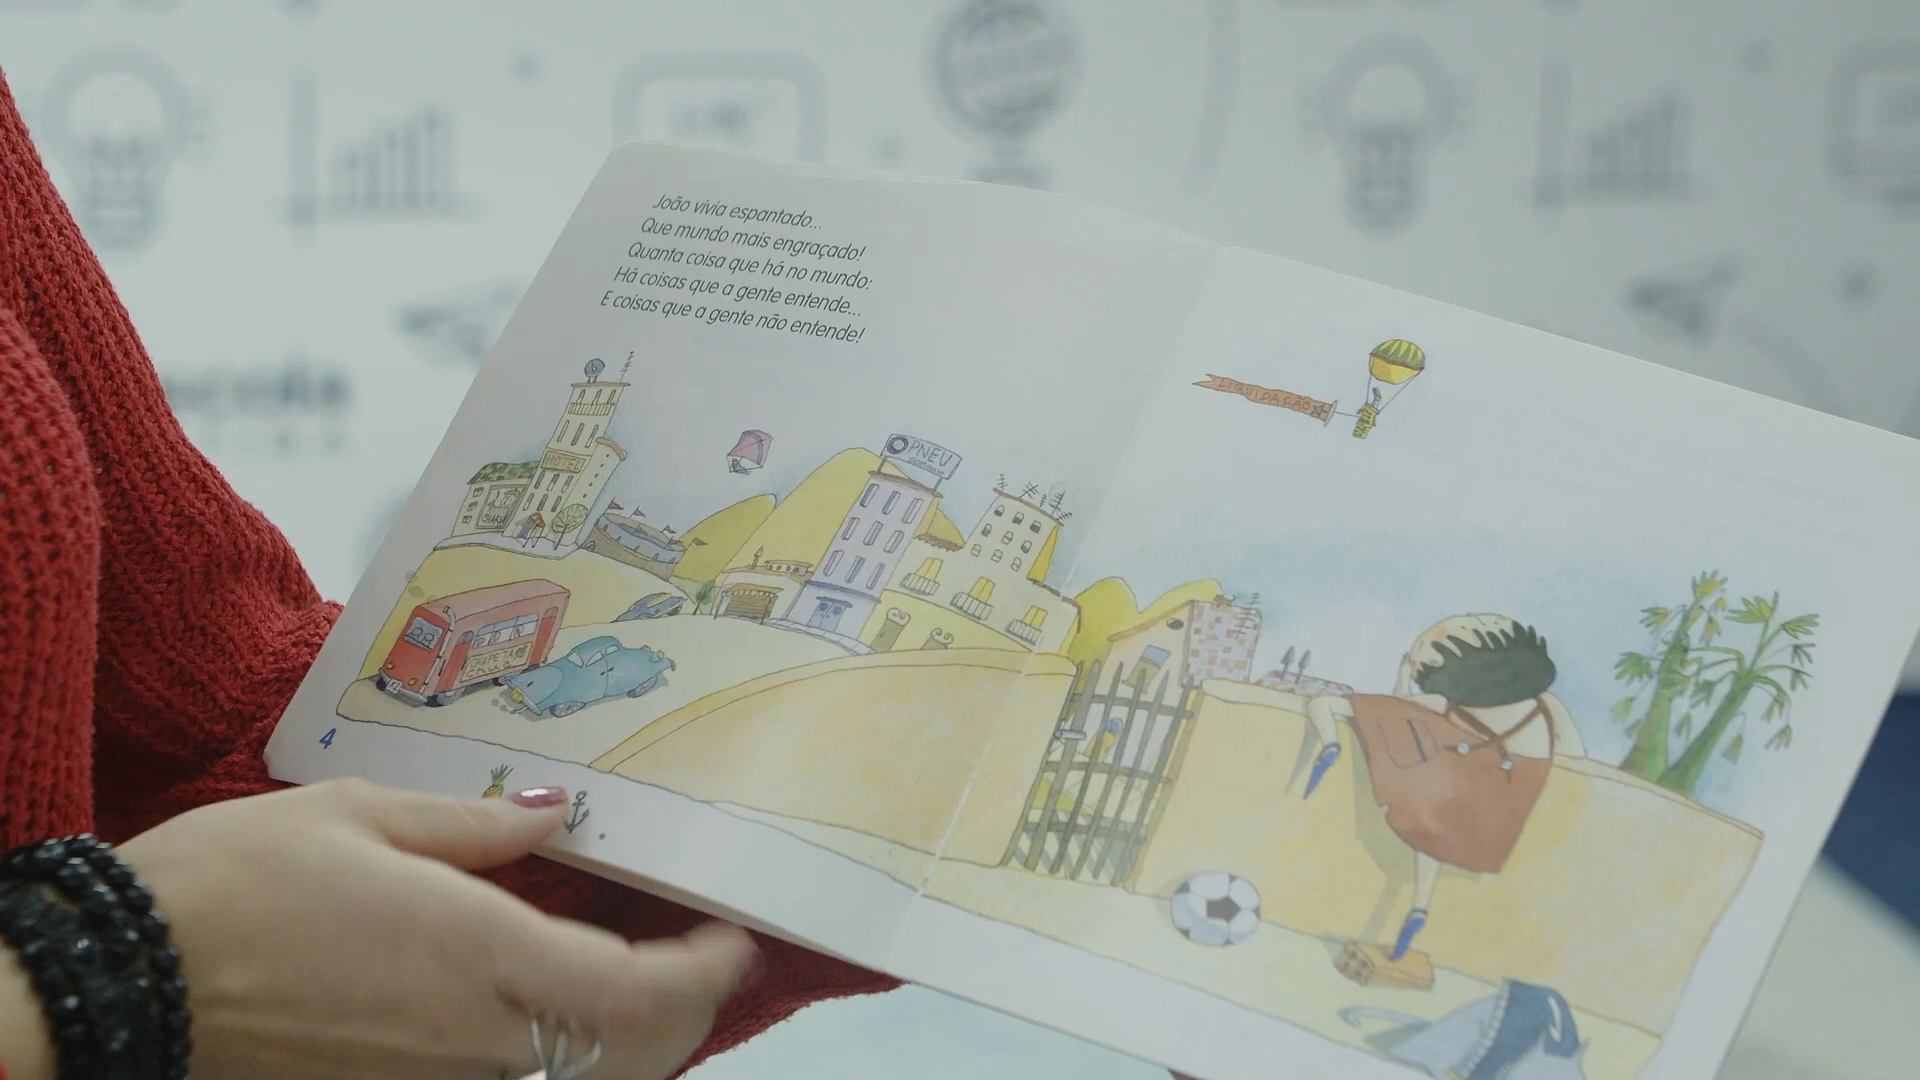 João vivia espantado...
Que mundo mais engraçado!
Quanta coisa que há no mundo:
Há coisas que a gente entende...
E coisas que a gente não entende!
LIQUIDAÇÃO
PNEU
HOTEL
CHUPETA
4